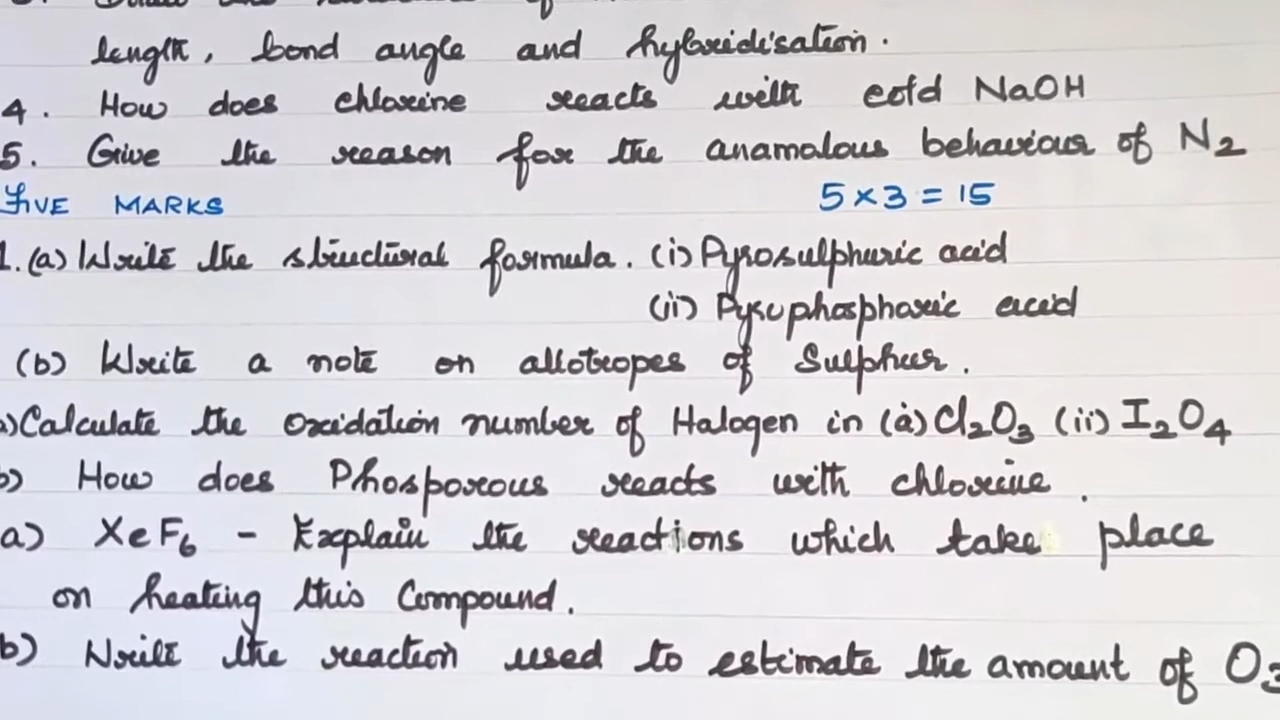 length, bond angle and hybridisation.
4. How does chlorine reacts with cold NaOH
5. Give the reason for the anamalous behaviour of N2
FIVE MARKS 5 × 3 = 15
1. (a) Write the structural formula. (i) Pyrosulphuric acid
(ii) Pyrophosphoric acid
(b) Write a note on allotropes of Sulphur.
a) Calculate the Oxidation number of Halogen in (i) Cl2O3 (ii) I2O4
b) How does Phosporous reacts with chlorine.
a) XeF6 - Explain the reactions which take place
on heating this Compound.
b) Write the reaction used to estimate the amount of O3